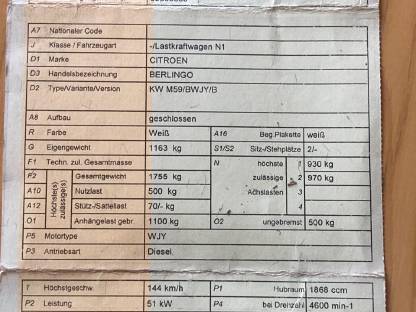 A7 Nationaler Code
J Klasse / Fahrzeugart -/Lastkraftwagen N1
D1 Marke CITROEN
D3 Handelsbezeichnung BERLINGO
D2 Type/Variante/Version KW M59/BWJY/B
A8 Aufbau geschlossen
R Farbe Weiß A16 Beg.Plakette weiß
G Eigengewicht 1163 kg S1/S2 Sitz-/Stehplätze 2/-
F1 Techn. zul. Gesamtmasse N höchste 1 930 kg
F2 Höchste(s) zulässige(s) Gesamtgewicht 1755 kg zulässige 2 970 kg
A10 Nutzlast 500 kg Achslasten 3
A12 Stütz-/Sattellast 70/- kg 4
O1 Anhängelast gebr. 1100 kg O2 ungebremst 500 kg
P5 Motortype WJY
P3 Antriebsart Diesel
T Höchstgeschw. 144 km/h P1 Hubraum 1868 ccm
P2 Leistung 51 kW P4 bei Drehzahl 4600 min-1